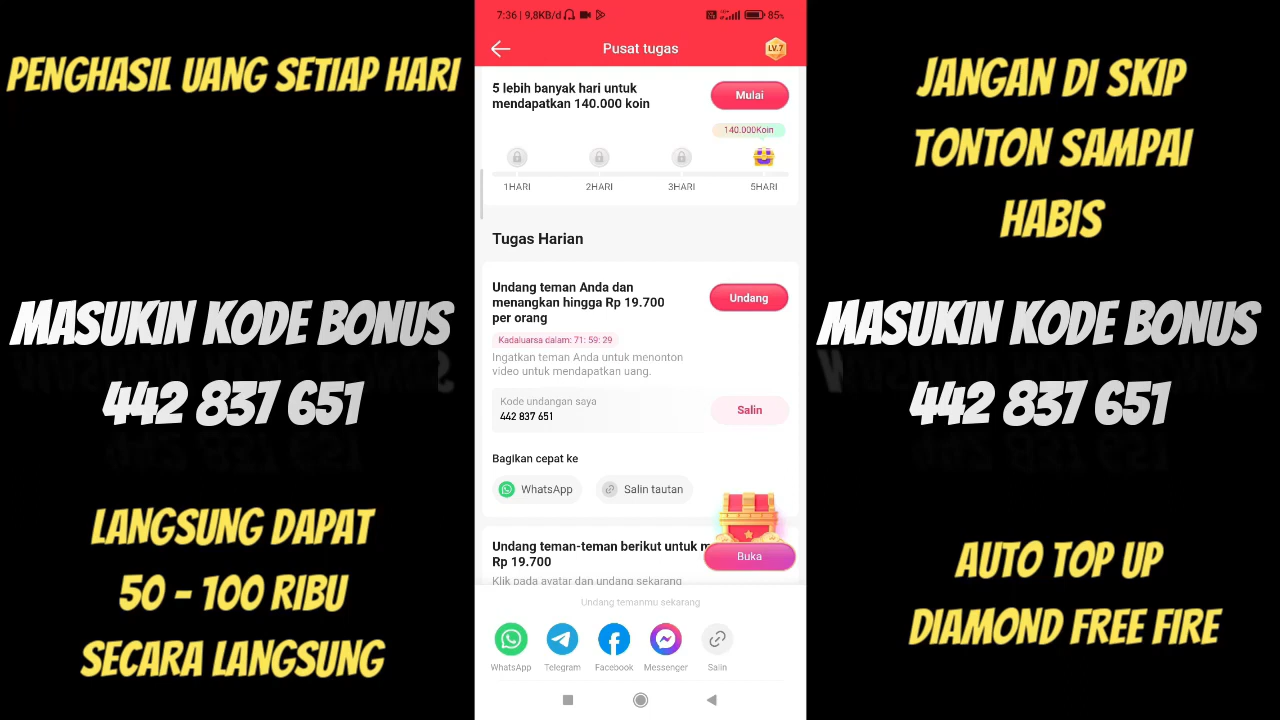 PENGHASIL UANG SETIAP HARI
MASUKIN KODE BONUS
442 837 651
LANGSUNG DAPAT
50 - 100 RIBU
SECARA LANGSUNG
7:36 | 9,8KB/d
85%
Pusat tugas
LV.7
5 lebih banyak hari untuk
mendapatkan 140.000 koin
Mulai
140.000Koin
1HARI 2HARI 3HARI 5HARI
Tugas Harian
Undang teman Anda dan
menangkan hingga Rp 19.700
per orang
Undang
Kadaluarsa dalam: 71: 59: 29
Ingatkan teman Anda untuk menonton
video untuk mendapatkan uang.
Kode undangan saya
442 837 651
Salin
Bagikan cepat ke
WhatsApp Salin tautan
Undang teman-teman berikut untuk m
Rp 19.700
Buka
Klik pada avatar dan undang sekarang
Undang temanmu sekarang
WhatsApp Telegram Facebook Messenger Salin
JANGAN DI SKIP
TONTON SAMPAI
HABIS
MASUKIN KODE BONUS
442 837 651
AUTO TOP UP
DIAMOND FREE FIRE